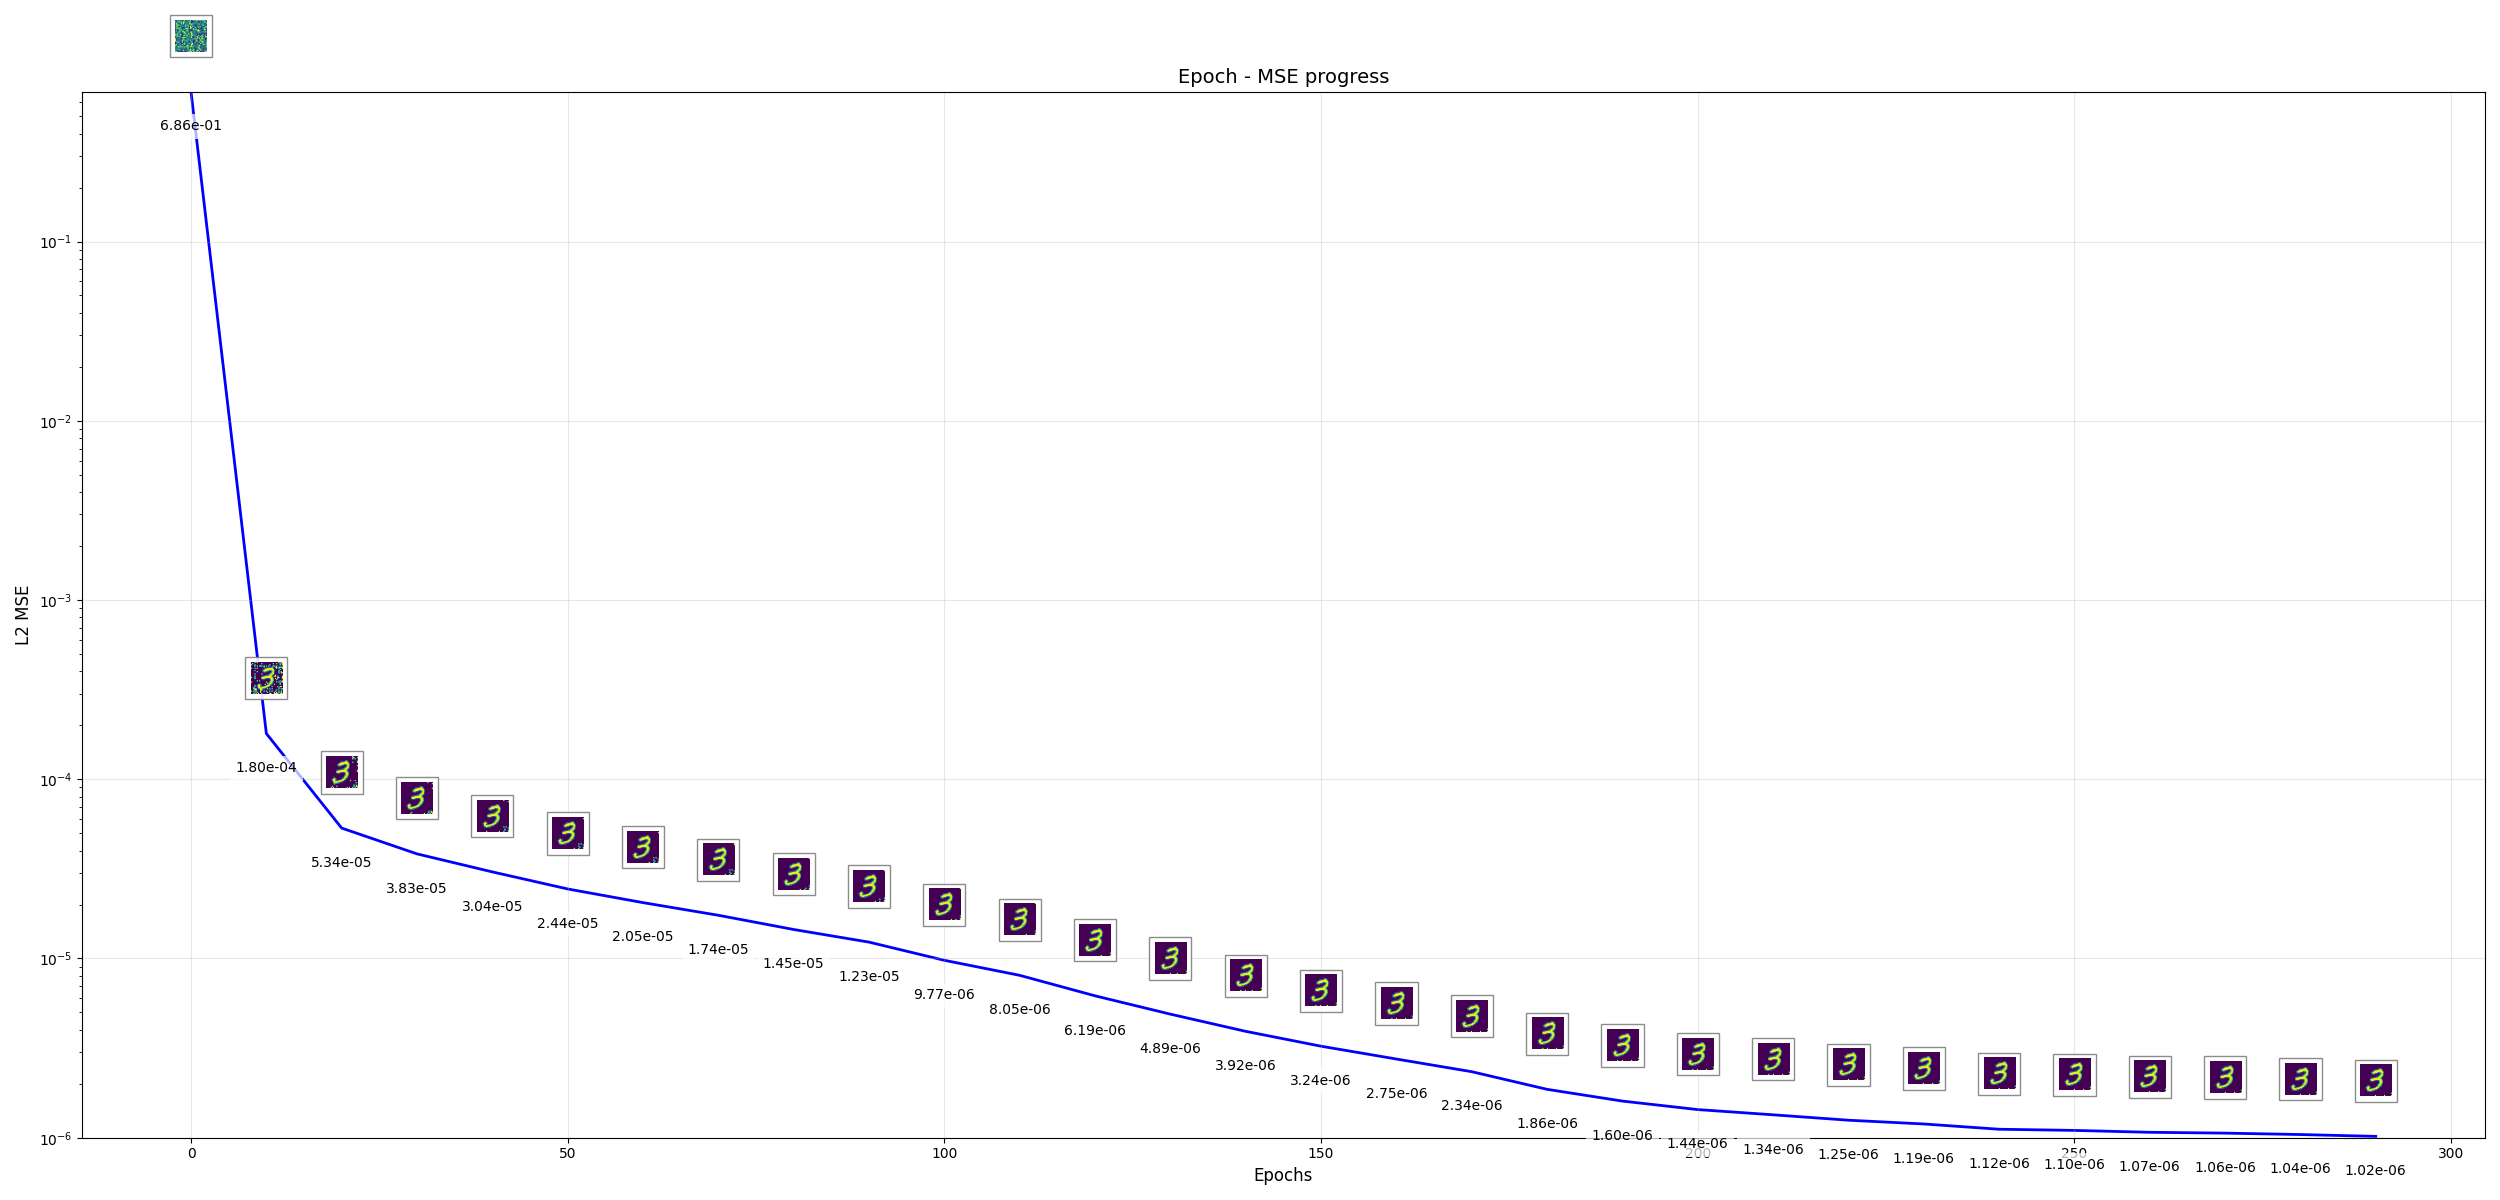 Epoch - MSE progress
6.86e-01
10⁻¹
10⁻²
10⁻³
L2 MSE
1.80e-04
10⁻⁴
5.34e-05
3.83e-05
3.04e-05
2.44e-05
2.05e-05
1.74e-05
1.45e-05
1.23e-05
10⁻⁵
9.77e-06
8.05e-06
6.19e-06
4.89e-06
3.92e-06
3.24e-06
2.75e-06
2.34e-06
1.86e-06
1.60e-06
1.44e-06
1.34e-06
1.25e-06
1.19e-06
1.12e-06
1.10e-06
1.07e-06
1.06e-06
1.04e-06
1.02e-06
10⁻⁶
0 50 100 150 200 250 300
Epochs